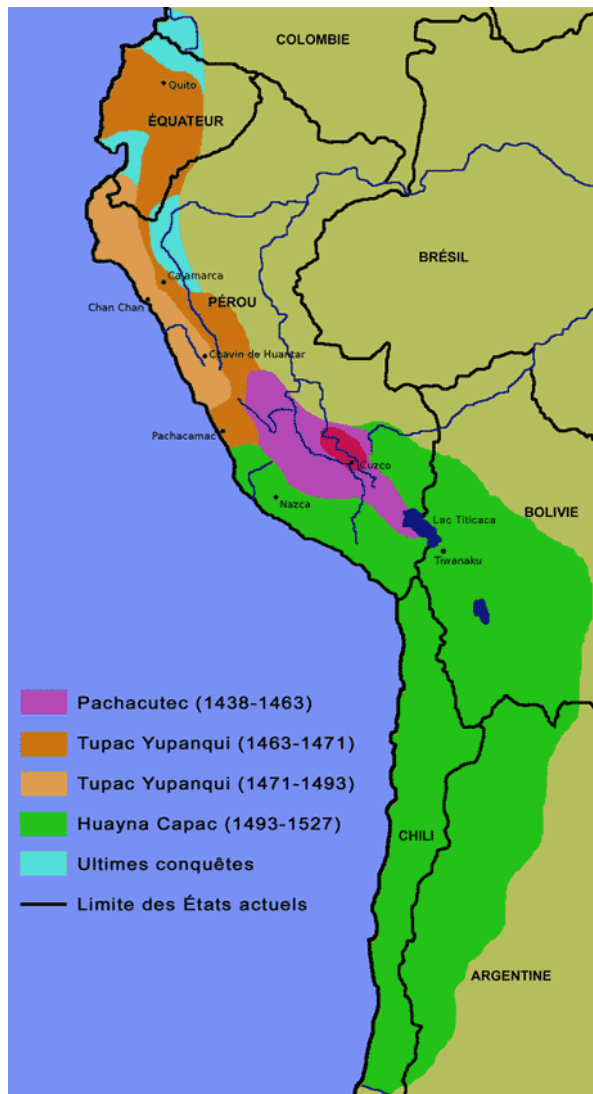 COLOMBIE
Quito
ÉQUATEUR
BRÉSIL
Cajamarca
PÉROU
Chan Chan
Chavin de Huantar
Pachacamac
Cuzco
Nazca
BOLIVIE
Lac Titicaca
Tiwanaku
Pachacutec (1438-1463)
Tupac Yupanqui (1463-1471)
Tupac Yupanqui (1471-1493)
Huayna Capac (1493-1527)
CHILI
Ultimes conquêtes
Limite des États actuels
ARGENTINE